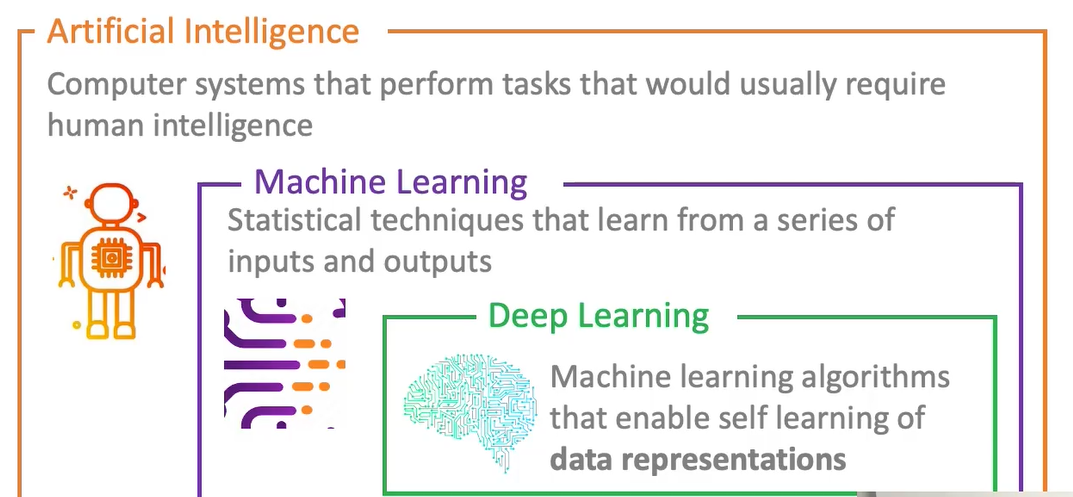 Artificial Intelligence
Computer systems that perform tasks that would usually require
human intelligence
Machine Learning
Statistical techniques that learn from a series of
inputs and outputs
Deep Learning
Machine learning algorithms
that enable self learning of
data representations